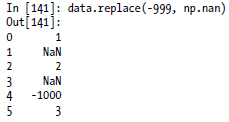 In [141]: data.replace(-999, np.nan)
Out[141]:
0 1
1 NaN
2 2
3 NaN
4 -1000
5 3